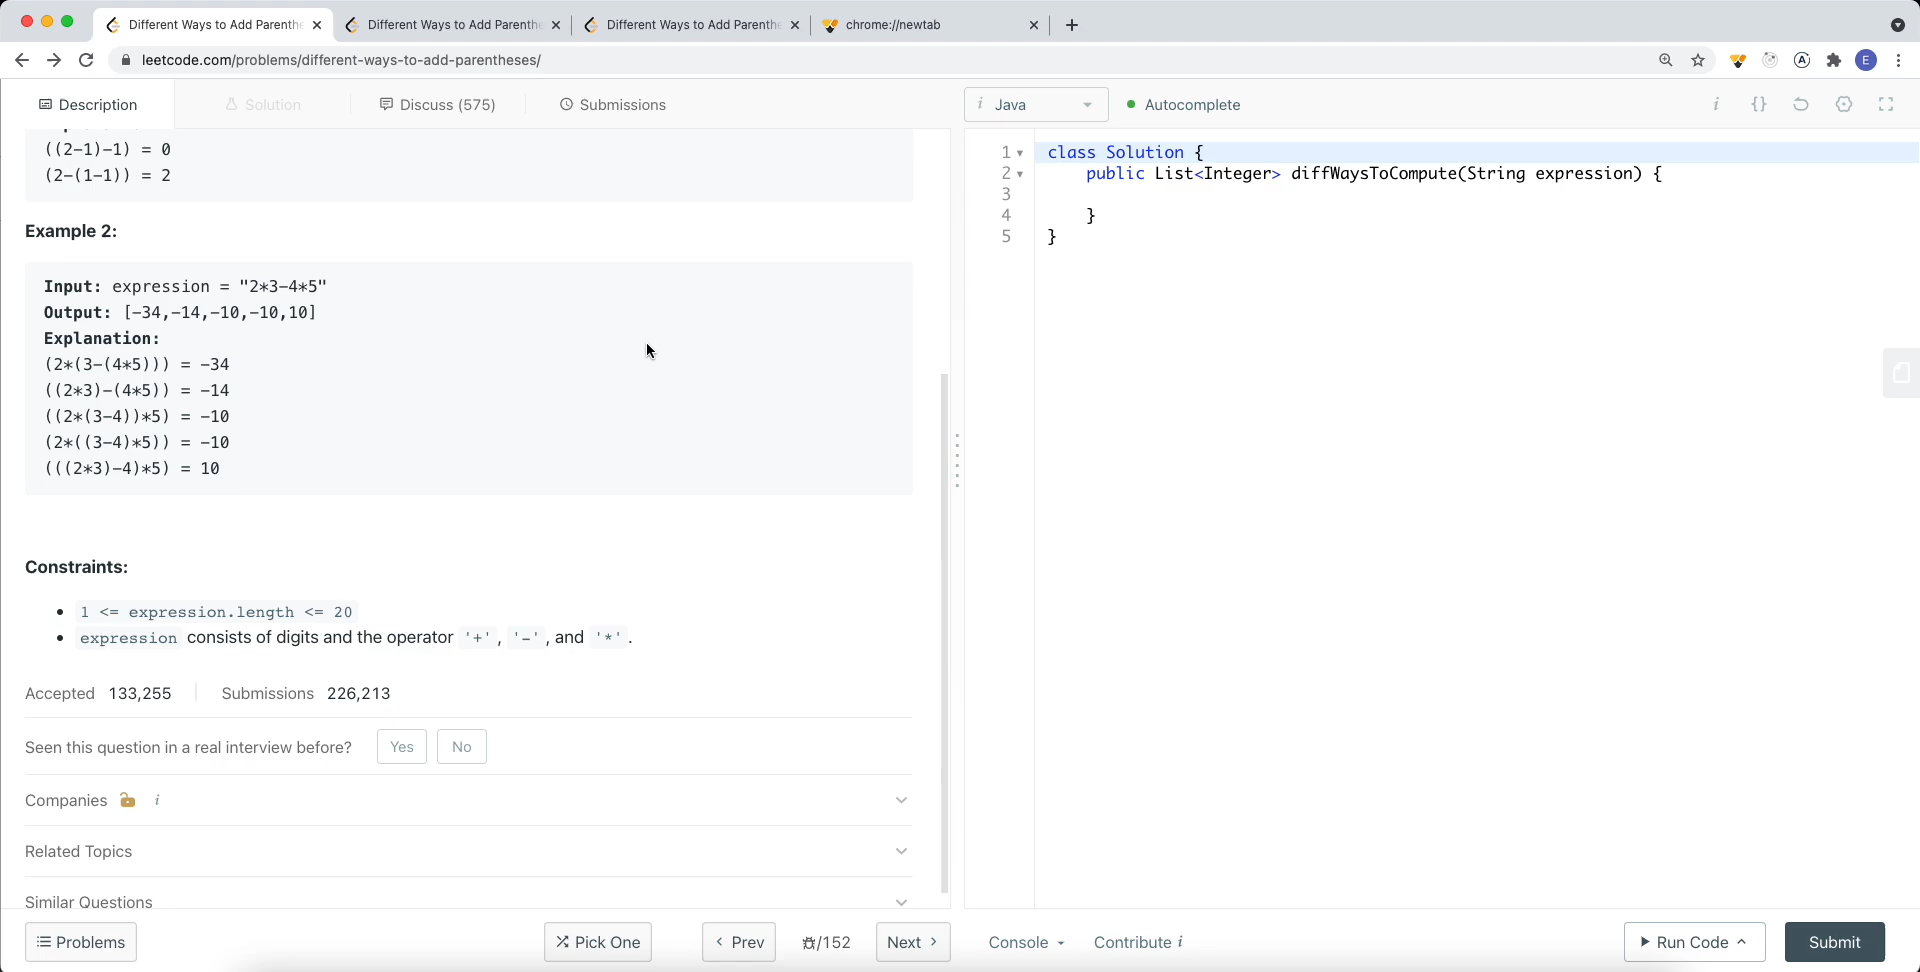 Different Ways to Add Parenthe
Different Ways to Add Parenthe
Different Ways to Add Parenthe
chrome://newtab
leetcode.com/problems/different-ways-to-add-parentheses/
E
Description
Solution
Discuss (575)
Submissions
i Java
Autocomplete
i {}
((2-1)-1) = 0
(2-(1-1)) = 2
Example 2:
Input: expression = "2*3-4*5"
Output: [-34,-14,-10,-10,10]
Explanation:
(2*(3-(4*5))) = -34
((2*3)-(4*5)) = -14
((2*(3-4))*5) = -10
(2*((3-4)*5)) = -10
(((2*3)-4)*5) = 10
Constraints:
1 <= expression.length <= 20
expression consists of digits and the operator '+', '-', and '*'.
Accepted 133,255 Submissions 226,213
Seen this question in a real interview before? Yes No
Companies i
Related Topics
Similar Questions
1 class Solution {
2 public List<Integer> diffWaysToCompute(String expression) {
3
4 }
5 }
Problems
Pick One
Prev
/152
Next
Console
Contribute i
Run Code
Submit